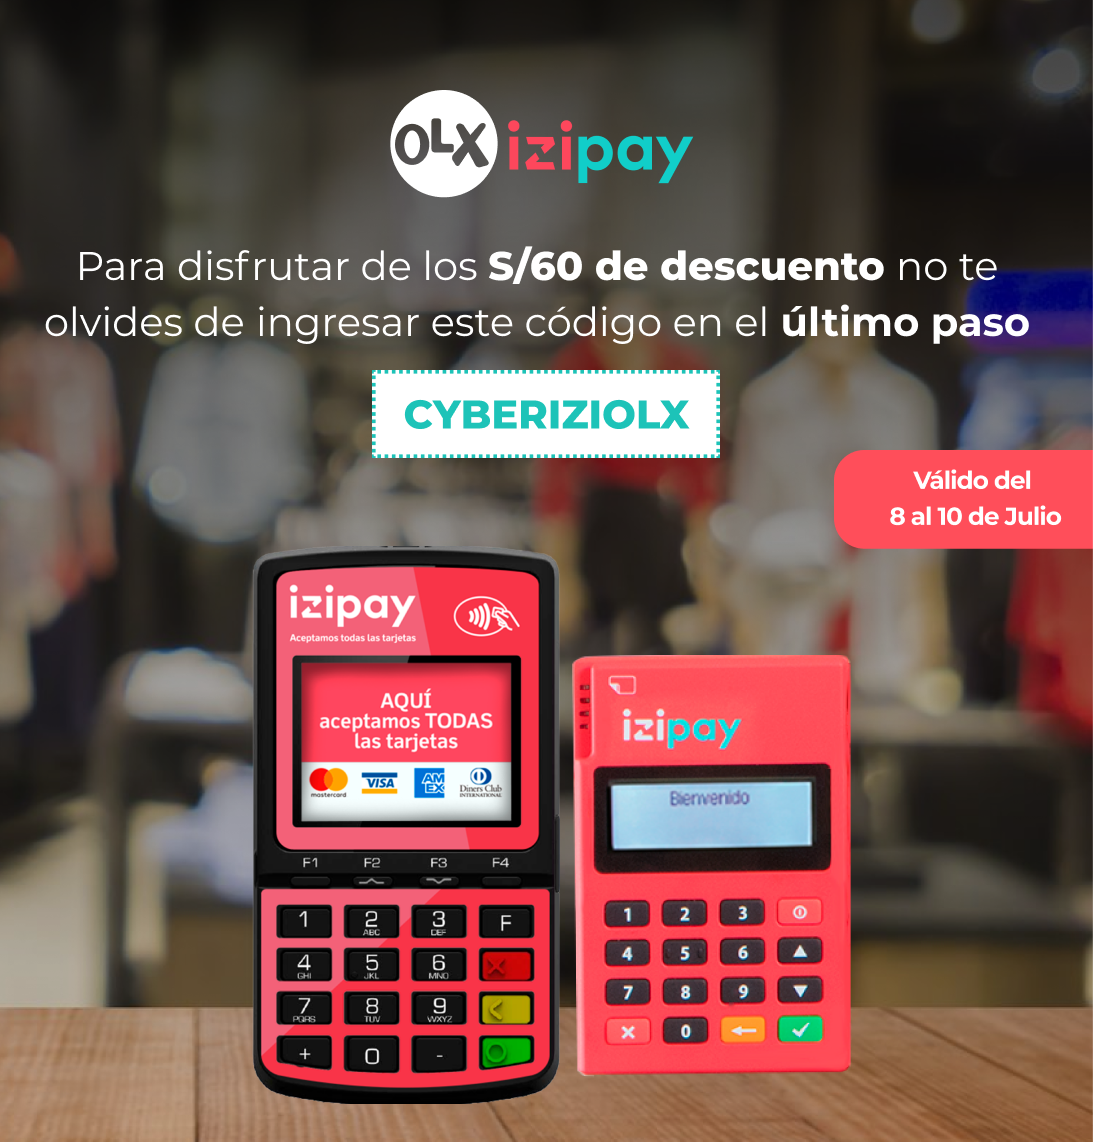 OLX izipay
Para disfrutar de los S/60 de descuento no te
olvides de ingresar este código en el último paso
CYBERIZIOLX
Válido del
8 al 10 de Julio
izipay
Aceptamos todas las tarjetas
AQUÍ
aceptamos TODAS
las tarjetas
mastercard
VISA
AM
EX
Diners Club
INTERNATIONAL
F1 F2 F3 F4
1 2 ABC 3 DEF F
4 GHI 5 JKL 6 MNO
7 PQRS 8 TUV 9 WXYZ
+ 0 -
izipay
Bienvenido
1 2 3
4 5 6
7 8 9
0